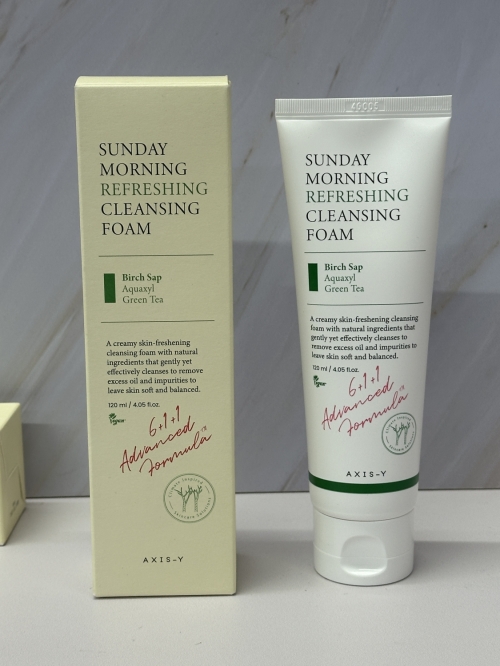 SUNDAY
MORNING
REFRESHING
CLEANSING
FOAM
Birch Sap
Aquaxyl
Green Tea
A creamy skin-freshening
cleansing foam with natural
ingredients that gently yet
effectively cleanses to remove
excess oil and impurities to
leave skin soft and balanced.
120 ml / 4.05 fl.oz.
Vegan
6+1+1
Advanced
Formula™
AXIS-Y
SUNDAY
MORNING
REFRESHING
CLEANSING
FOAM
Birch Sap
Aquaxyl
Green Tea
A creamy skin-freshening cleansing
foam with natural ingredients that
gently yet effectively cleanses to
remove excess oil and impurities to
leave skin soft and balanced.
120 ml / 4.05 fl.oz.
Vegan
6+1+1
Advanced
Formula™
AXIS-Y